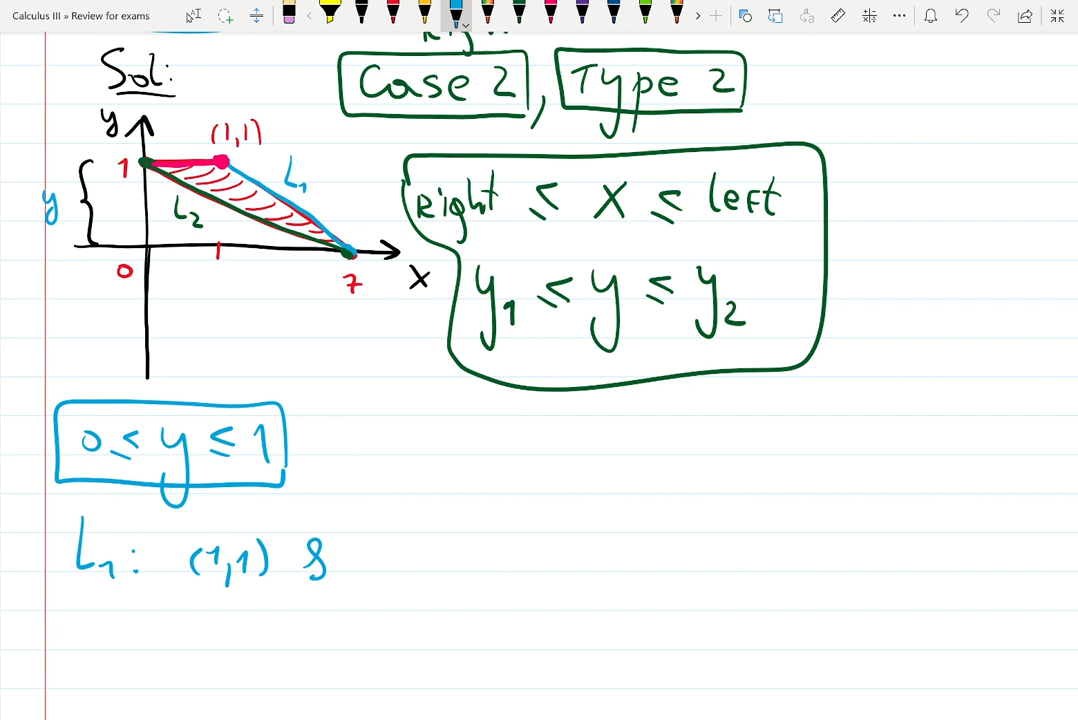 Calculus III » Review for exams
Sol:
Case 2 , Type 2
y
(1,1)
1
L1
y
L2
0
1
7
x
Right ≤ x ≤ left
y1 ≤ y ≤ y2
0 ≤ y ≤ 1
L1: (1,1) &